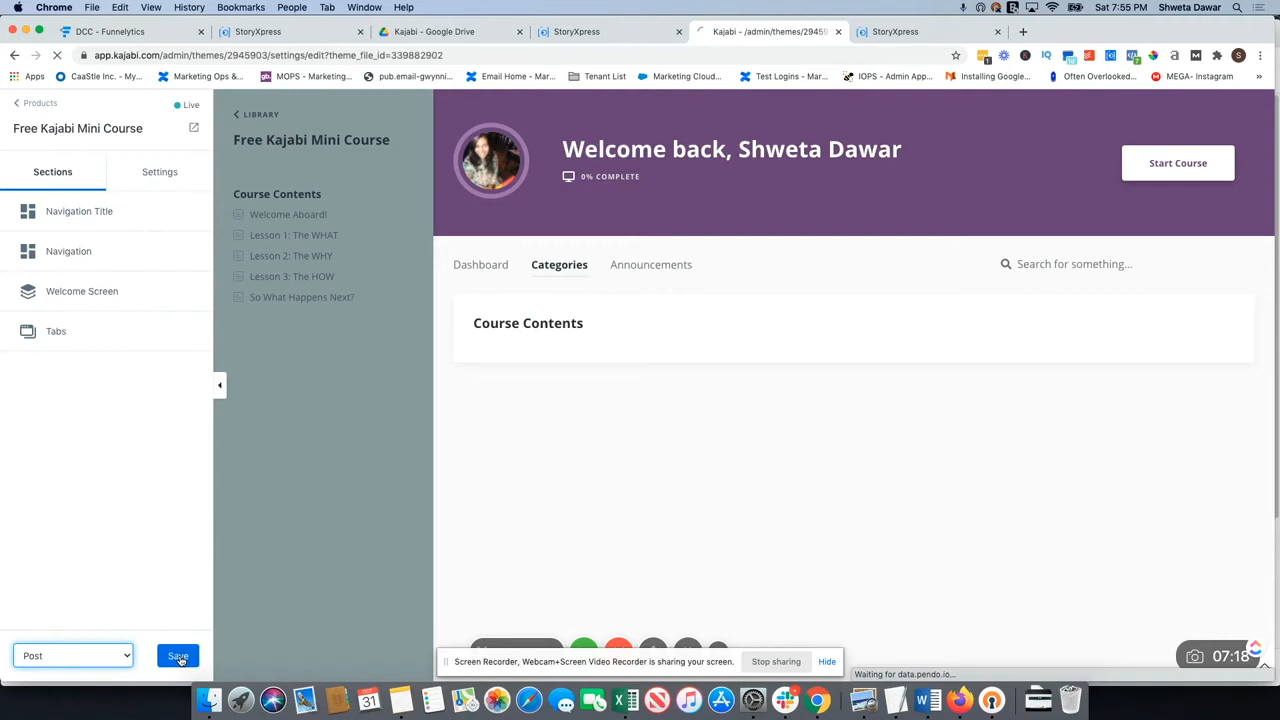 Chrome File Edit View History Bookmarks People Tab Window Help Sat 7:55 PM Shweta Dawar
DCC - Funnelytics StoryXpress Kajabi - Google Drive StoryXpress Kajabi - /admin/themes/29459 StoryXpress
app.kajabi.com/admin/themes/2945903/settings/edit?theme_file_id=339882902
Apps CaaStle Inc. - My... Marketing Ops &... MOPS - Marketing... pub.email-gwynni... Email Home - Mar... Tenant List Marketing Cloud... Test Logins - Mar... IOPS - Admin App... Installing Google... Often Overlooked... MEGA- Instagram »
Products
Live
Free Kajabi Mini Course
Sections Settings
Navigation Title
Navigation
Welcome Screen
Tabs
Post
Save
LIBRARY
Free Kajabi Mini Course
Course Contents
Welcome Aboard!
Lesson 1: The WHAT
Lesson 2: The WHY
Lesson 3: The HOW
So What Happens Next?
Welcome back, Shweta Dawar
0% COMPLETE
Start Course
Dashboard Categories Announcements
Search for something...
Course Contents
Screen Recorder, Webcam+Screen Video Recorder is sharing your screen. Stop sharing Hide
07:18
Waiting for data.pendo.io...